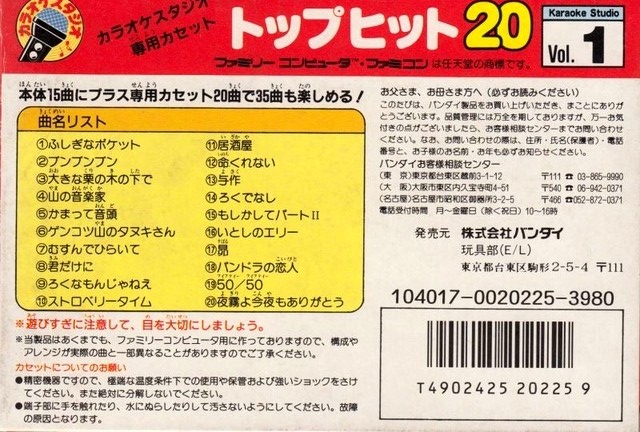 カラオケスタジオ
カラオケスタジオ
専用カセット
トップヒット20
Karaoke Studio
Vol. 1
ファミリー コンピュータ™・ファミコンは任天堂の商標です。
本体15曲にプラス専用カセット20曲で35曲も楽しめる！
曲名リスト
①ふしぎなポケット
②プンプンプン
③大きな栗の木の下で
④山の音楽家
⑤かまって音頭
⑥ゲンコツ山のタヌキさん
⑦むすんでひらいて
⑧君だけに
⑨ろくなもんじゃねえ
⑩ストロベリータイム
⑪居酒屋
⑫命くれない
⑬与作
⑭ろくでなし
⑮もしかしてパートⅡ
⑯いとしのエリー
⑰昴
⑱パンドラの恋人
⑲50／50
⑳夜霧よ今夜もありがとう
※遊びすぎに注意して、目を大切にしましょう。
※当製品はあくまでも、ファミリーコンピュータ用に作っておりますので、構成や
アレンジが実際の曲と一部異なることがありますのでご了承ください。
カセットについてのお願い
●精密機器ですので、極端な温度条件下での使用や保管および強いショックをさけ
てください。また絶対に分解しないでください。
●端子部に手を触れたり、水にぬらしたりして汚さないようにしてください。故障
の原因となります。
お父さま、お母さま方へ（必ずお読みください）
このたびは、バンダイ製品をお買い上げいただき、まことにありが
とうございます。品質管理には万全を期しておりますが、万一お気
付きの点がございましたら、お客様相談センターまでお問い合わせ
ください。なお、お問い合わせの際は、住所・氏名(保護者)・電話
番号と、お子様のお名前・お年も必ずお知らせください。
バンダイお客様相談センター
(東 京)東京都台東区蔵前3-1-12 〒111 ☎ 03-865-9990
(大 阪)大阪市東区内久宝寺町4-51 〒540 ☎ 06-942-0371
(名古屋)名古屋市昭和区御器所3-2-5 〒466 ☎052-872-0371
電話受付時間 月〜金曜日(除く祝日)10〜16時
発売元 株式会社バンダイ
玩具部(E/L)
東京都台東区駒形2-5-4 〒111
104017-0020225-3980
T4902425 202259